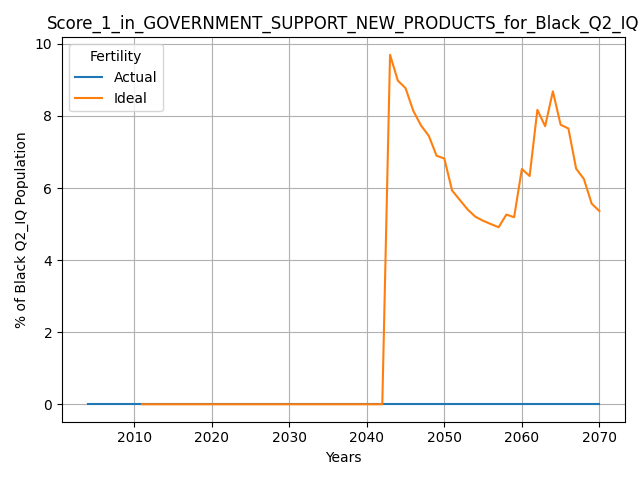 Score_1_in_GOVERNMENT_SUPPORT_NEW_PRODUCTS_for_Black_Q2_IQ
Fertility
Actual
Ideal
10
8
6
4
2
0
% of Black Q2_IQ Population
2010 2020 2030 2040 2050 2060 2070
Years